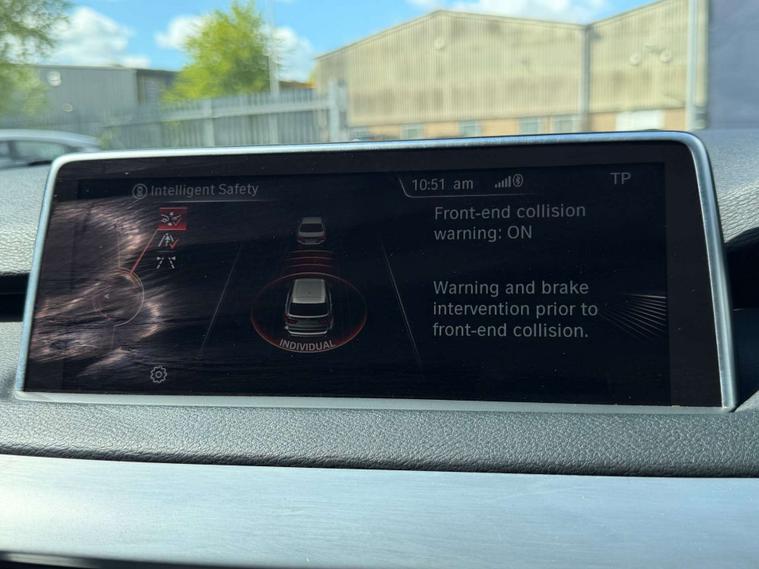 Intelligent Safety
10:51 am
TP
Front-end collision
warning: ON
Warning and brake
intervention prior to
front-end collision.
INDIVIDUAL